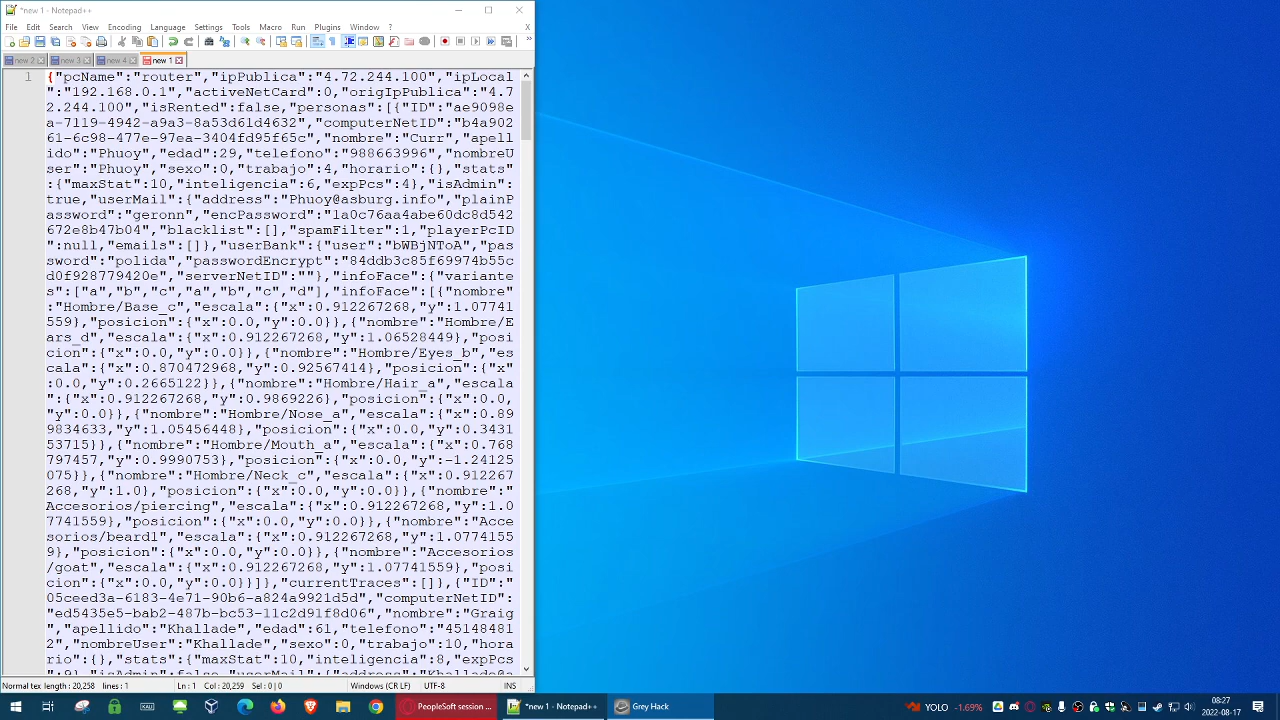 *new 1 - Notepad++
File Edit Search View Encoding Language Settings Tools Macro Run Plugins Window ? X
new 2 new 3 new 4 new 1
1 {"pcName":"router","ipPublica":"4.72.244.100","ipLocal
":"192.168.0.1","activeNetCard":0,"origIpPublica":"4.7
2.244.100","isRented":false,"personas":[{"ID":"ae9098e
a-7119-4942-a9a3-8a53d61d4632","computerNetID":"b4a902
61-6c98-477e-97ea-3404fd95f65c","nombre":"Curr","apell
ido":"Phuoy","edad":29,"telefono":"988663996","nombreU
ser":"Phuoy","sexo":0,"trabajo":4,"horario":{},"stats"
:{"maxStat":10,"inteligencia":6,"expPcs":4},"isAdmin":
true,"userMail":{"address":"Phuoy@asburg.info","plainP
assword":"geronn","encPassword":"1a0c76aa4abe60dc8d542
672e8b47b04","blacklist":[],"spamFilter":1,"playerPcID
":null,"emails":[]},"userBank":{"user":"bWBjNToA","pas
sword":"polida","passwordEncrypt":"84ddb3c85f69974b55c
d0f928779420e","serverNetID":""},"infoFace":{"variante
s":["a","b","c","a","b","c","d"],"infoFace":[{"nombre"
:"Hombre/Base_c","escala":{"x":0.912267268,"y":1.07741
559},"posicion":{"x":0.0,"y":0.0}},{"nombre":"Hombre/E
ars_d","escala":{"x":0.912267268,"y":1.06528449},"posi
cion":{"x":0.0,"y":0.0}},{"nombre":"Hombre/Eyes_b","es
cala":{"x":0.870472968,"y":0.92567414},"posicion":{"x"
:0.0,"y":0.2665122}},{"nombre":"Hombre/Hair_a","escala
":{"x":0.912267268,"y":0.9869226},"posicion":{"x":0.0,
"y":0.0}},{"nombre":"Hombre/Nose_a","escala":{"x":0.89
9834633,"y":1.05456448},"posicion":{"x":0.0,"y":0.3431
53715}},{"nombre":"Hombre/Mouth_a","escala":{"x":0.768
797457,"y":0.9990753},"posicion":{"x":0.0,"y":-1.24125
075}},{"nombre":"Hombre/Neck_c","escala":{"x":0.912267
268,"y":1.0},"posicion":{"x":0.0,"y":0.0}},{"nombre":"
Accesorios/piercing","escala":{"x":0.912267268,"y":1.0
7741559},"posicion":{"x":0.0,"y":0.0}},{"nombre":"Acce
sorios/beard1","escala":{"x":0.912267268,"y":1.0774155
9},"posicion":{"x":0.0,"y":0.0}},{"nombre":"Accesorios
/goat","escala":{"x":0.912267268,"y":1.07741559},"posi
cion":{"x":0.0,"y":0.0}}]},"currentTraces":[]},{"ID":"
05ceed3a-6183-4e71-90b6-a824a9921d5d","computerNetID":
"ed5435e5-bab2-487b-bc53-11c2d91f8d06","nombre":"Graig
","apellido":"Khallade","edad":61,"telefono":"45148481
2","nombreUser":"Khallade","sexo":0,"trabajo":10,"hora
rio":{},"stats":{"maxStat":10,"inteligencia":8,"expPcs
":9},"isAdmin":false,"userMail":{"address":"Khallade@a
Normal tex length : 20,258 lines : 1 Ln : 1 Col : 20,259 Sel : 0 | 0 Windows (CR LF) UTF-8 INS
KALI PeopleSoft session ... *new 1 - Notepad++ Grey Hack YOLO -1.69% 08:27
2022-08-17